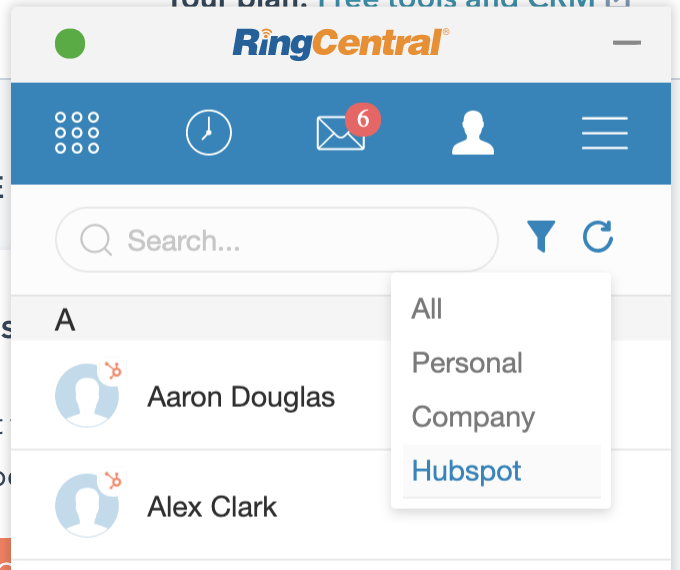 Your plan: Free tools and CRM
RingCentral®
6
Search...
All
A
Personal
Aaron Douglas
Company
Hubspot
Alex Clark